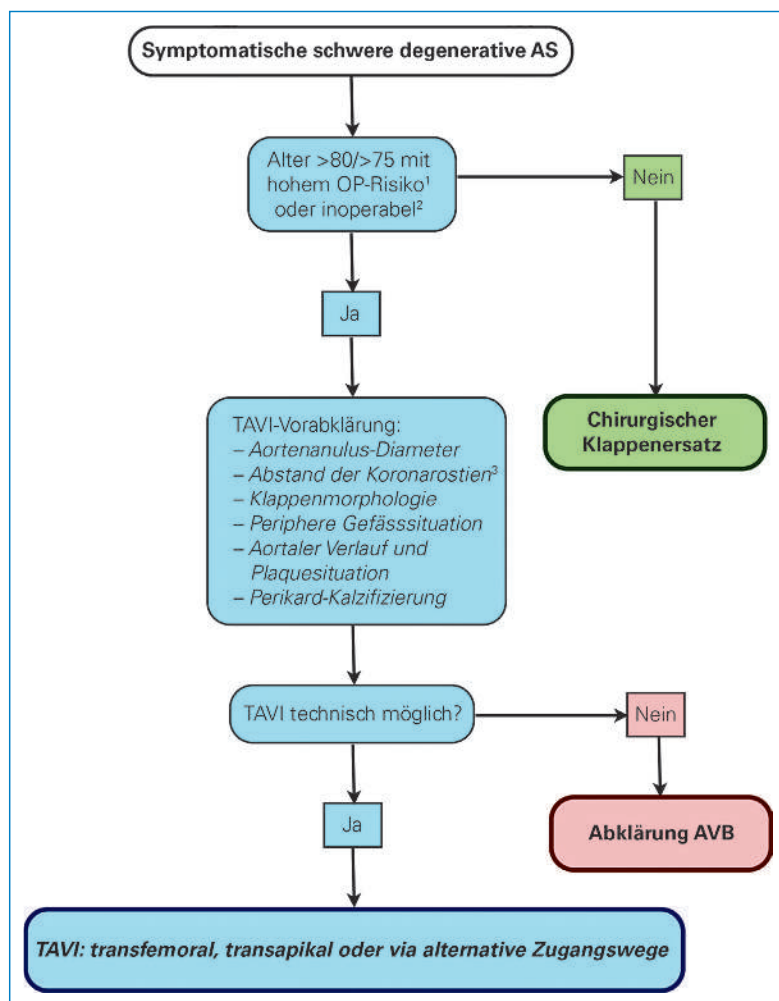 Symptomatische schwere degenerative AS
Alter >80/>75 mit
hohem OP-Risiko¹
oder inoperabel²
Nein
Ja
Chirurgischer
Klappenersatz
TAVI-Vorabklärung:
– Aortenanulus-Diameter
– Abstand der Koronarostien³
– Klappenmorphologie
– Periphere Gefässsituation
– Aortaler Verlauf und
Plaquesituation
– Perikard-Kalzifizierung
TAVI technisch möglich?
Nein
Ja
Abklärung AVB
TAVI: transfemoral, transapikal oder via alternative Zugangswege